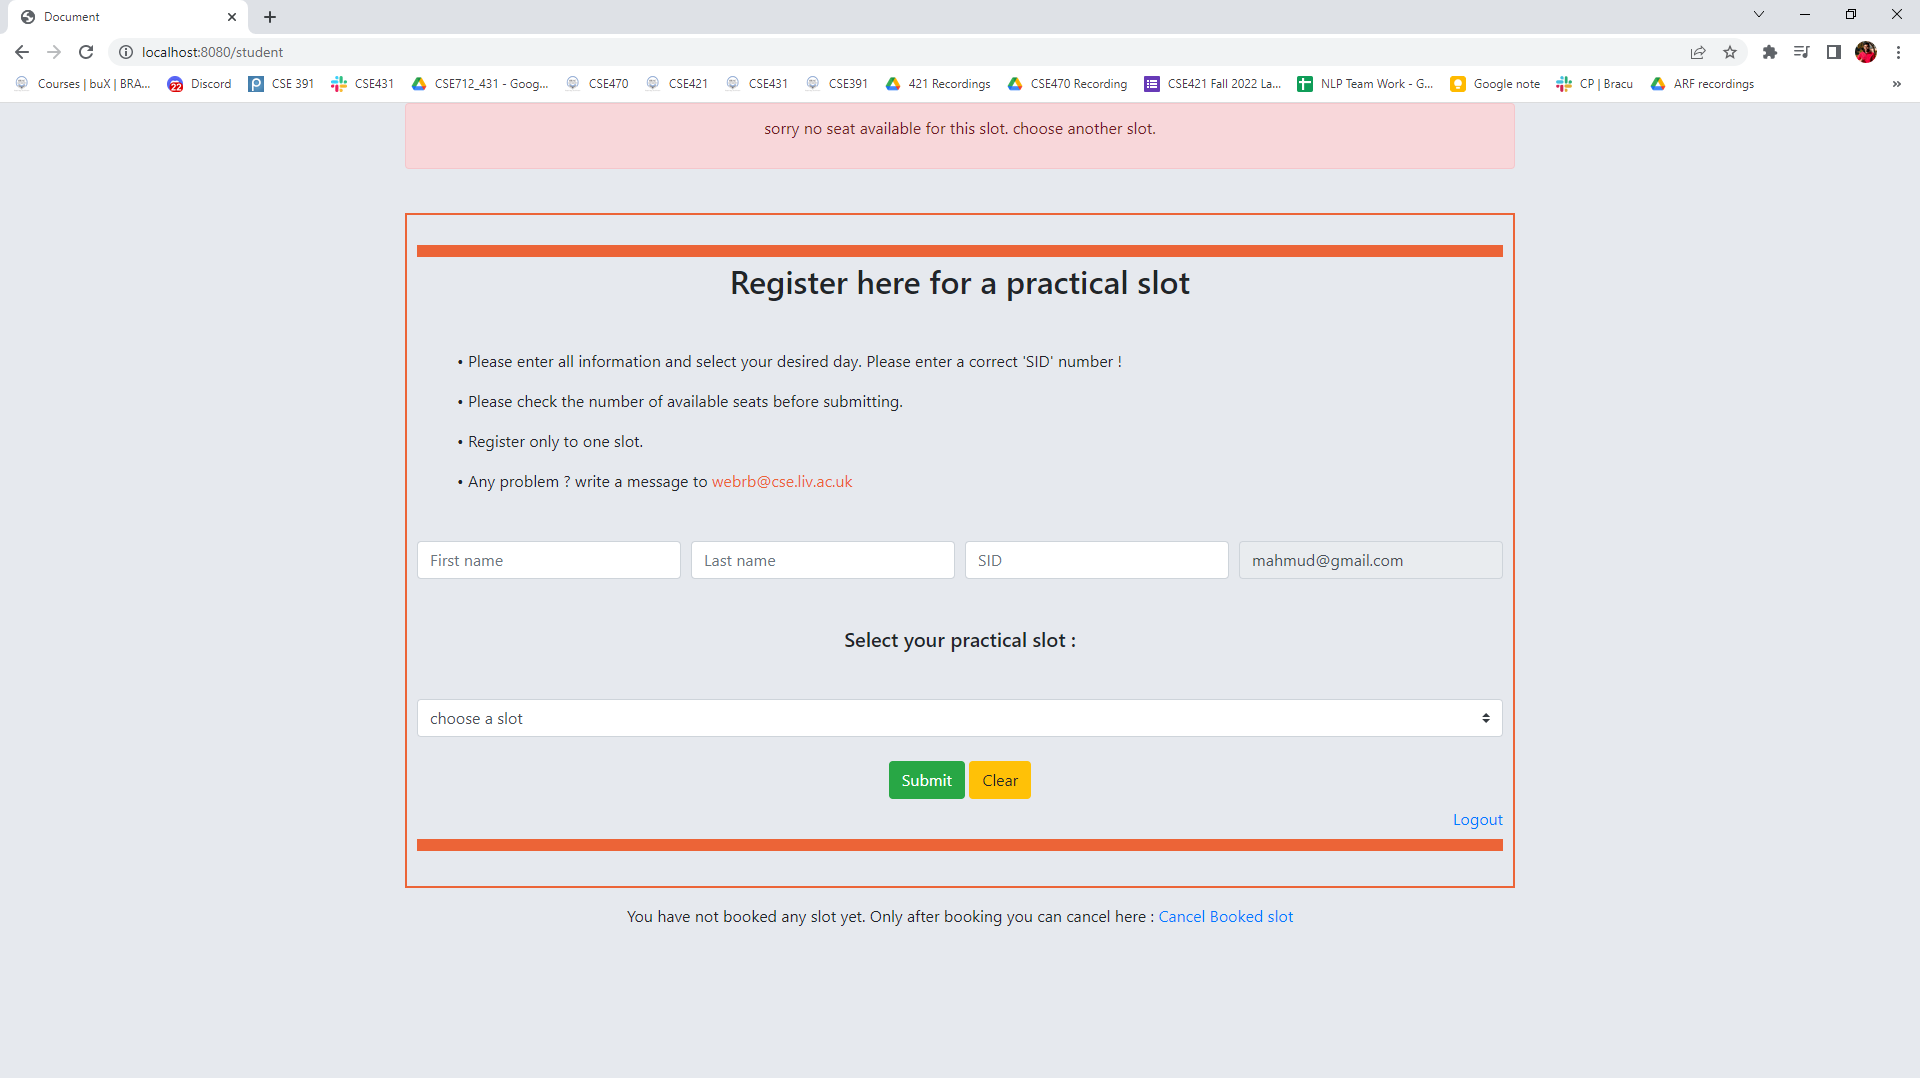 Document
localhost:8080/student
Courses | buX | BRA... 22 Discord CSE 391 CSE431 CSE712_431 - Goog... CSE470 CSE421 CSE431 CSE391 421 Recordings CSE470 Recording CSE421 Fall 2022 La... NLP Team Work - G... Google note CP | Bracu ARF recordings »
sorry no seat available for this slot. choose another slot.
Register here for a practical slot
• Please enter all information and select your desired day. Please enter a correct 'SID' number !
• Please check the number of available seats before submitting.
• Register only to one slot.
• Any problem ? write a message to webrb@cse.liv.ac.uk
First name Last name SID mahmud@gmail.com
Select your practical slot :
choose a slot
Submit Clear
Logout
You have not booked any slot yet. Only after booking you can cancel here : Cancel Booked slot